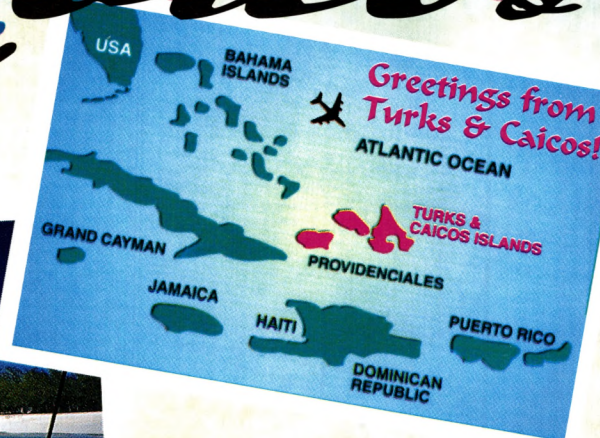 USA
BAHAMA
ISLANDS
Greetings from
Turks & Caicos!
ATLANTIC OCEAN
TURKS &
CAICOS ISLANDS
GRAND CAYMAN
PROVIDENCIALES
JAMAICA
HAITI
PUERTO RICO
DOMINICAN
REPUBLIC